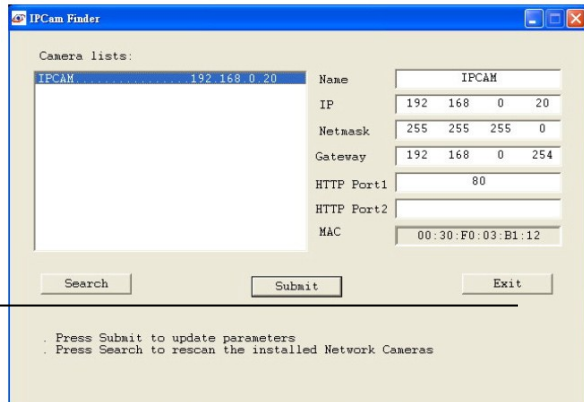 IPCam Finder
Camera lists:
IPCAM................192.168.0.20
Name IPCAM
IP 192 168 0 20
Netmask 255 255 255 0
Gateway 192 168 0 254
HTTP Port1 80
HTTP Port2
MAC 00:30:F0:03:B1:12
Search Submit Exit
. Press Submit to update parameters
. Press Search to rescan the installed Network Cameras